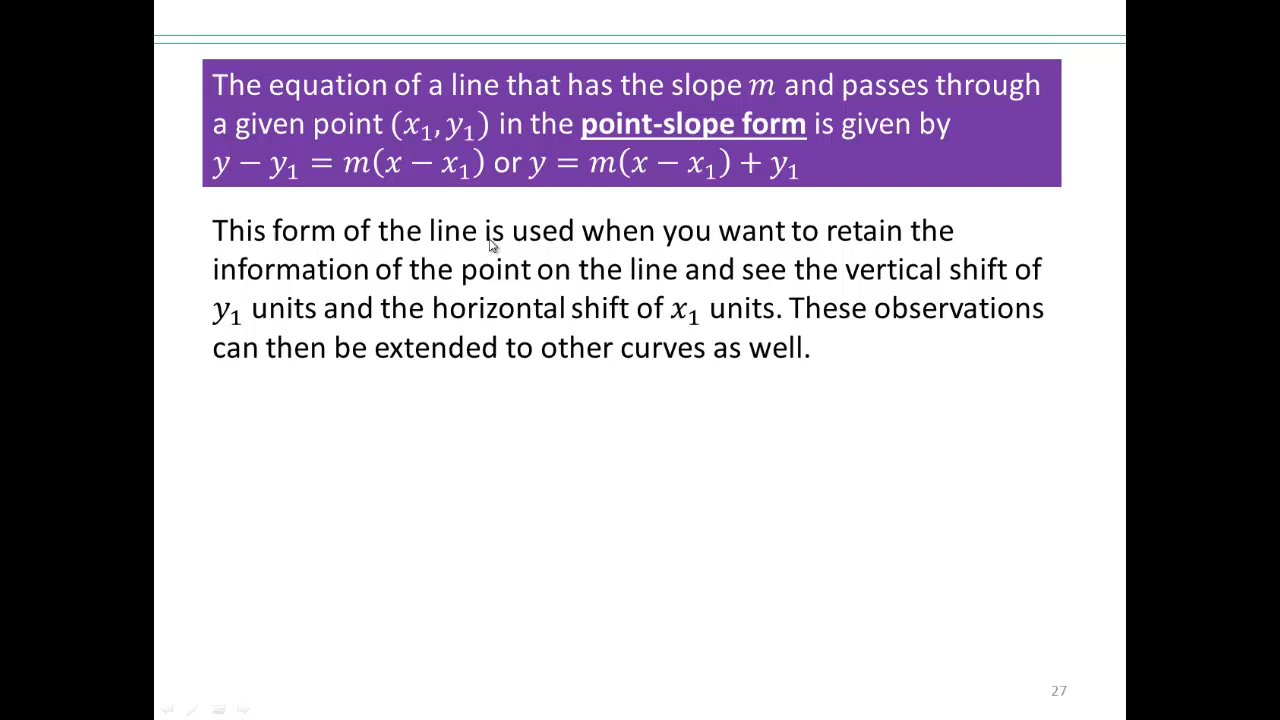 The equation of a line that has the slope 𝑚 and passes through
a given point (𝑥₁, 𝑦₁) in the point-slope form is given by
𝑦 − 𝑦₁ = 𝑚(𝑥 − 𝑥₁) or 𝑦 = 𝑚(𝑥 − 𝑥₁) + 𝑦₁
This form of the line is used when you want to retain the
information of the point on the line and see the vertical shift of
𝑦₁ units and the horizontal shift of 𝑥₁ units. These observations
can then be extended to other curves as well.
27